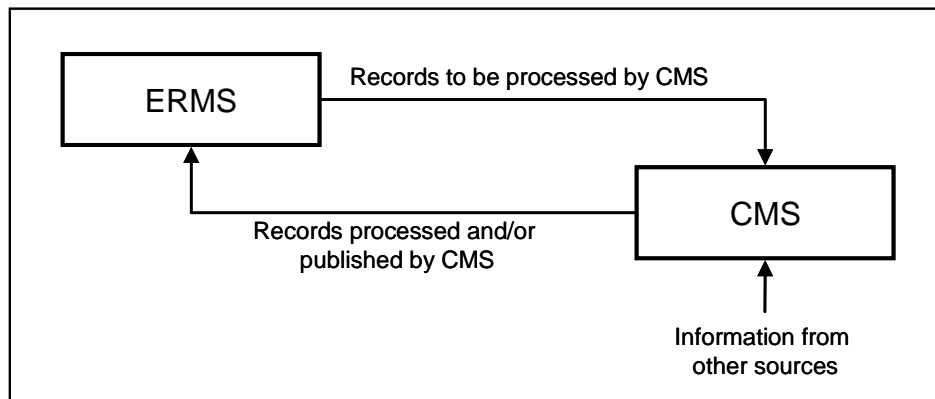 Records to be processed by CMS
ERMS
CMS
Records processed and/or
published by CMS
Information from
other sources